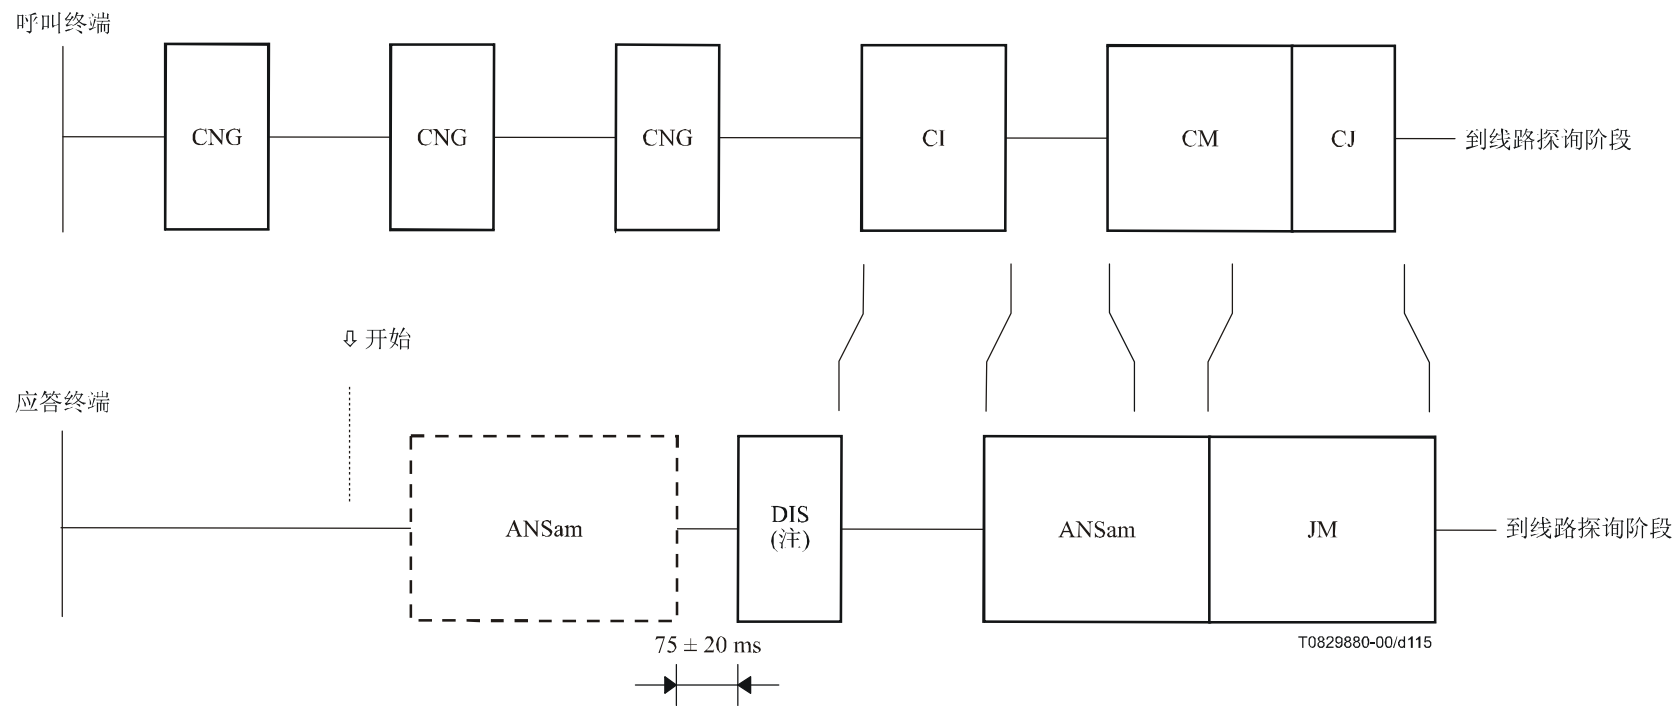 呼叫终端
CNG
CNG
CNG
CI
CM
CJ
到线路探询阶段
⇩ 开始
应答终端
ANSam
DIS
(注)
ANSam
JM
到线路探询阶段
75 ± 20 ms
T0829880-00/d115